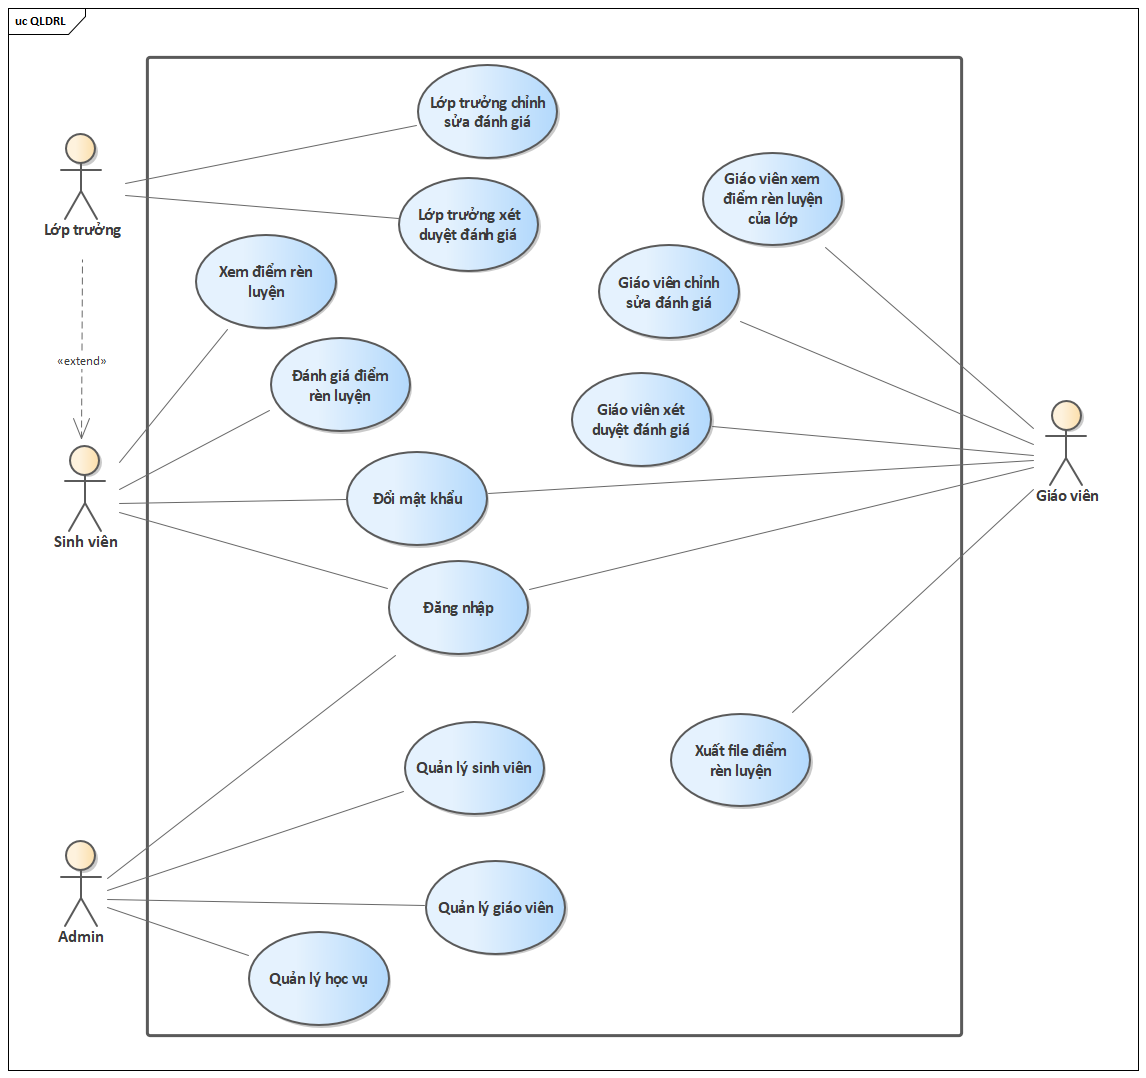 uc QLDRL
Lớp trưởng chỉnh
sửa đánh giá
Lớp trưởng
Lớp trưởng xét
duyệt đánh giá
Giáo viên xem
điểm rèn luyện
của lớp
Xem điểm rèn
luyện
Giáo viên chỉnh
sửa đánh giá
«extend»
Đánh giá điểm
rèn luyện
Giáo viên xét
duyệt đánh giá
Sinh viên
Đổi mật khẩu
Giáo viên
Đăng nhập
Quản lý sinh viên
Xuất file điểm
rèn luyện
Admin
Quản lý giáo viên
Quản lý học vụ